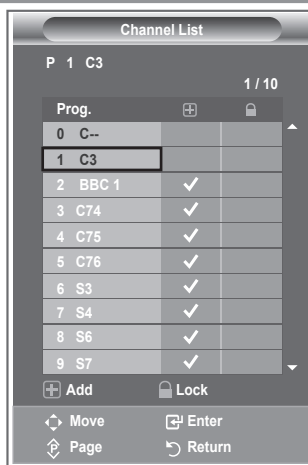 Channel List
P 1 C3
1 / 10
Prog.
0 C--
1 C3
2 BBC 1
3 C74
4 C75
5 C76
6 S3
7 S4
8 S6
9 S7
Add Lock
Move Enter
Page Return